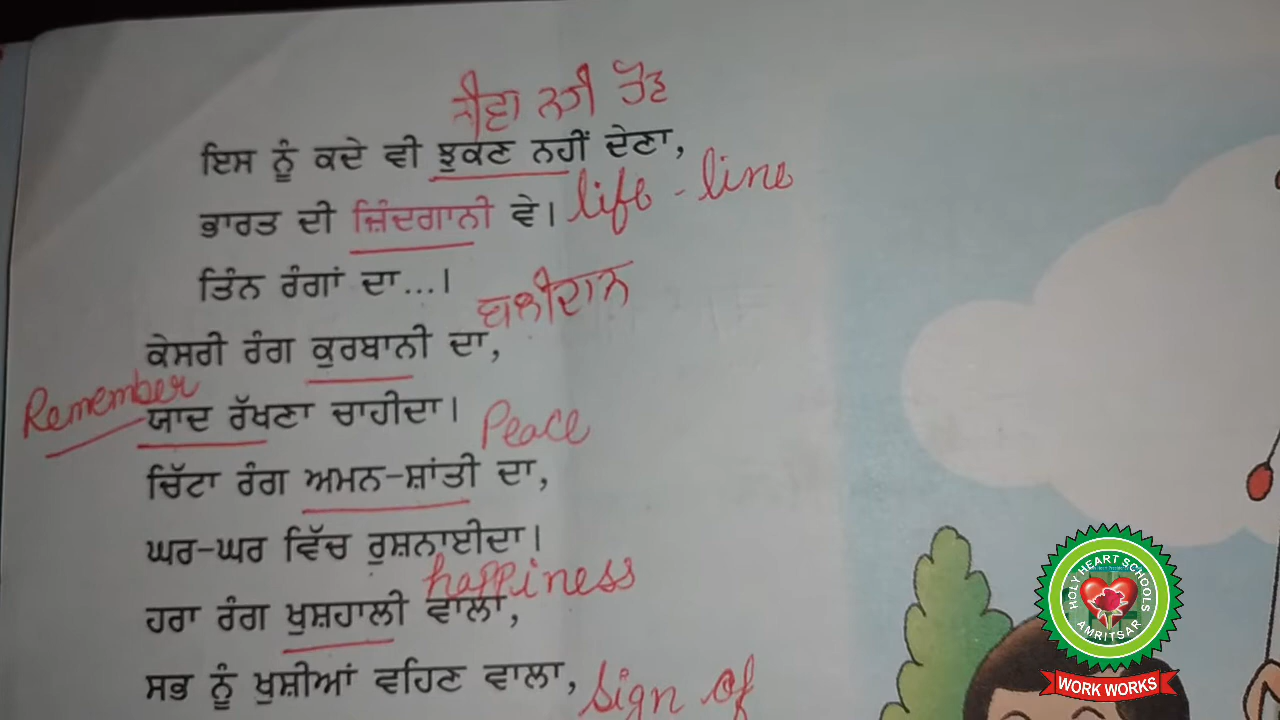 ਨੀਵਾ ਨਹੀ ਹੋਣ
ਇਸ ਨੂੰ ਕਦੇ ਵੀ ਝੁਕਣ ਨਹੀਂ ਦੇਣਾ,
ਭਾਰਤ ਦੀ ਜ਼ਿੰਦਗਾਨੀ ਵੇ। life-line
ਤਿੰਨ ਰੰਗਾਂ ਦਾ...।
ਬਲੀਦਾਨ
ਕੇਸਰੀ ਰੰਗ ਕੁਰਬਾਨੀ ਦਾ,
Remember
ਯਾਦ ਰੱਖਣਾ ਚਾਹੀਦਾ। Peace
ਚਿੱਟਾ ਰੰਗ ਅਮਨ-ਸ਼ਾਂਤੀ ਦਾ,
ਘਰ-ਘਰ ਵਿੱਚ ਰੁਸ਼ਨਾਈਦਾ।
happiness
ਹਰਾ ਰੰਗ ਖੁਸ਼ਹਾਲੀ ਵਾਲਾ,
ਸਭ ਨੂੰ ਖੁਸ਼ੀਆਂ ਵਹਿਣ ਵਾਲਾ, Sign of
HOLY HEART SCHOOLS
AMRITSAR
WORK WORKS